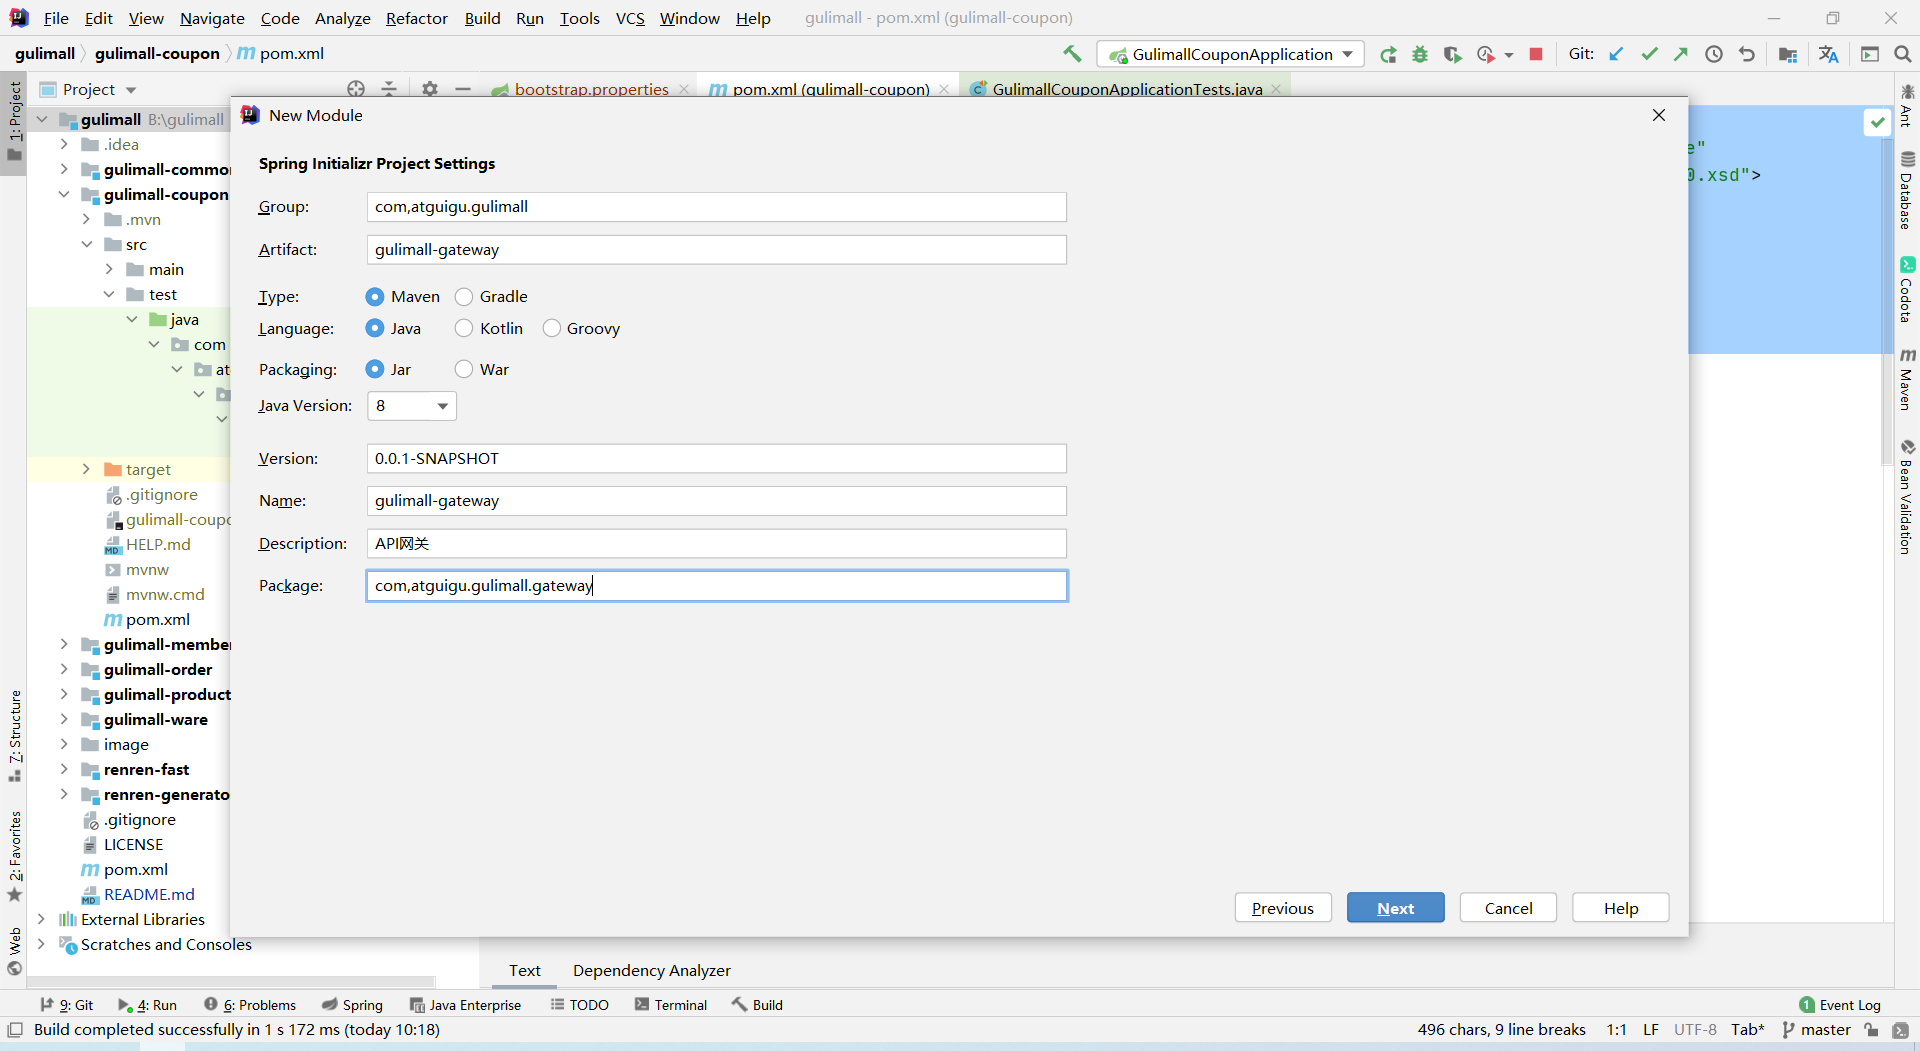 File Edit View Navigate Code Analyze Refactor Build Run Tools VCS Window Help gulimall - pom.xml (gulimall-coupon)
gulimall gulimall-coupon m pom.xml GulimallCouponApplication Git:
Project bootstrap.properties m pom.xml (gulimall-coupon) C GulimallCouponApplicationTests.java
1: Project
7: Structure
2: Favorites
Web
gulimall B:\gulimall
.idea
gulimall-common
gulimall-coupon
.mvn
src
main
test
java
com
at
target
.gitignore
gulimall-coupo
MD HELP.md
mvnw
mvnw.cmd
m pom.xml
gulimall-member
gulimall-order
gulimall-product
gulimall-ware
image
renren-fast
renren-generato
.gitignore
LICENSE
m pom.xml
MD README.md
External Libraries
Scratches and Consoles
New Module
Spring Initializr Project Settings
Group: com,atguigu.gulimall
Artifact: gulimall-gateway
Type: Maven Gradle
Language: Java Kotlin Groovy
Packaging: Jar War
Java Version: 8
Version: 0.0.1-SNAPSHOT
Name: gulimall-gateway
Description: API网关
Package: com,atguigu.gulimall.gateway
Previous Next Cancel Help
e"
0.xsd">
Ant
Database
Codota
m Maven
Bean Validation
Text Dependency Analyzer
9: Git 4: Run 6: Problems Spring Java Enterprise TODO Terminal Build 1 Event Log
Build completed successfully in 1 s 172 ms (today 10:18) 496 chars, 9 line breaks 1:1 LF UTF-8 Tab* master